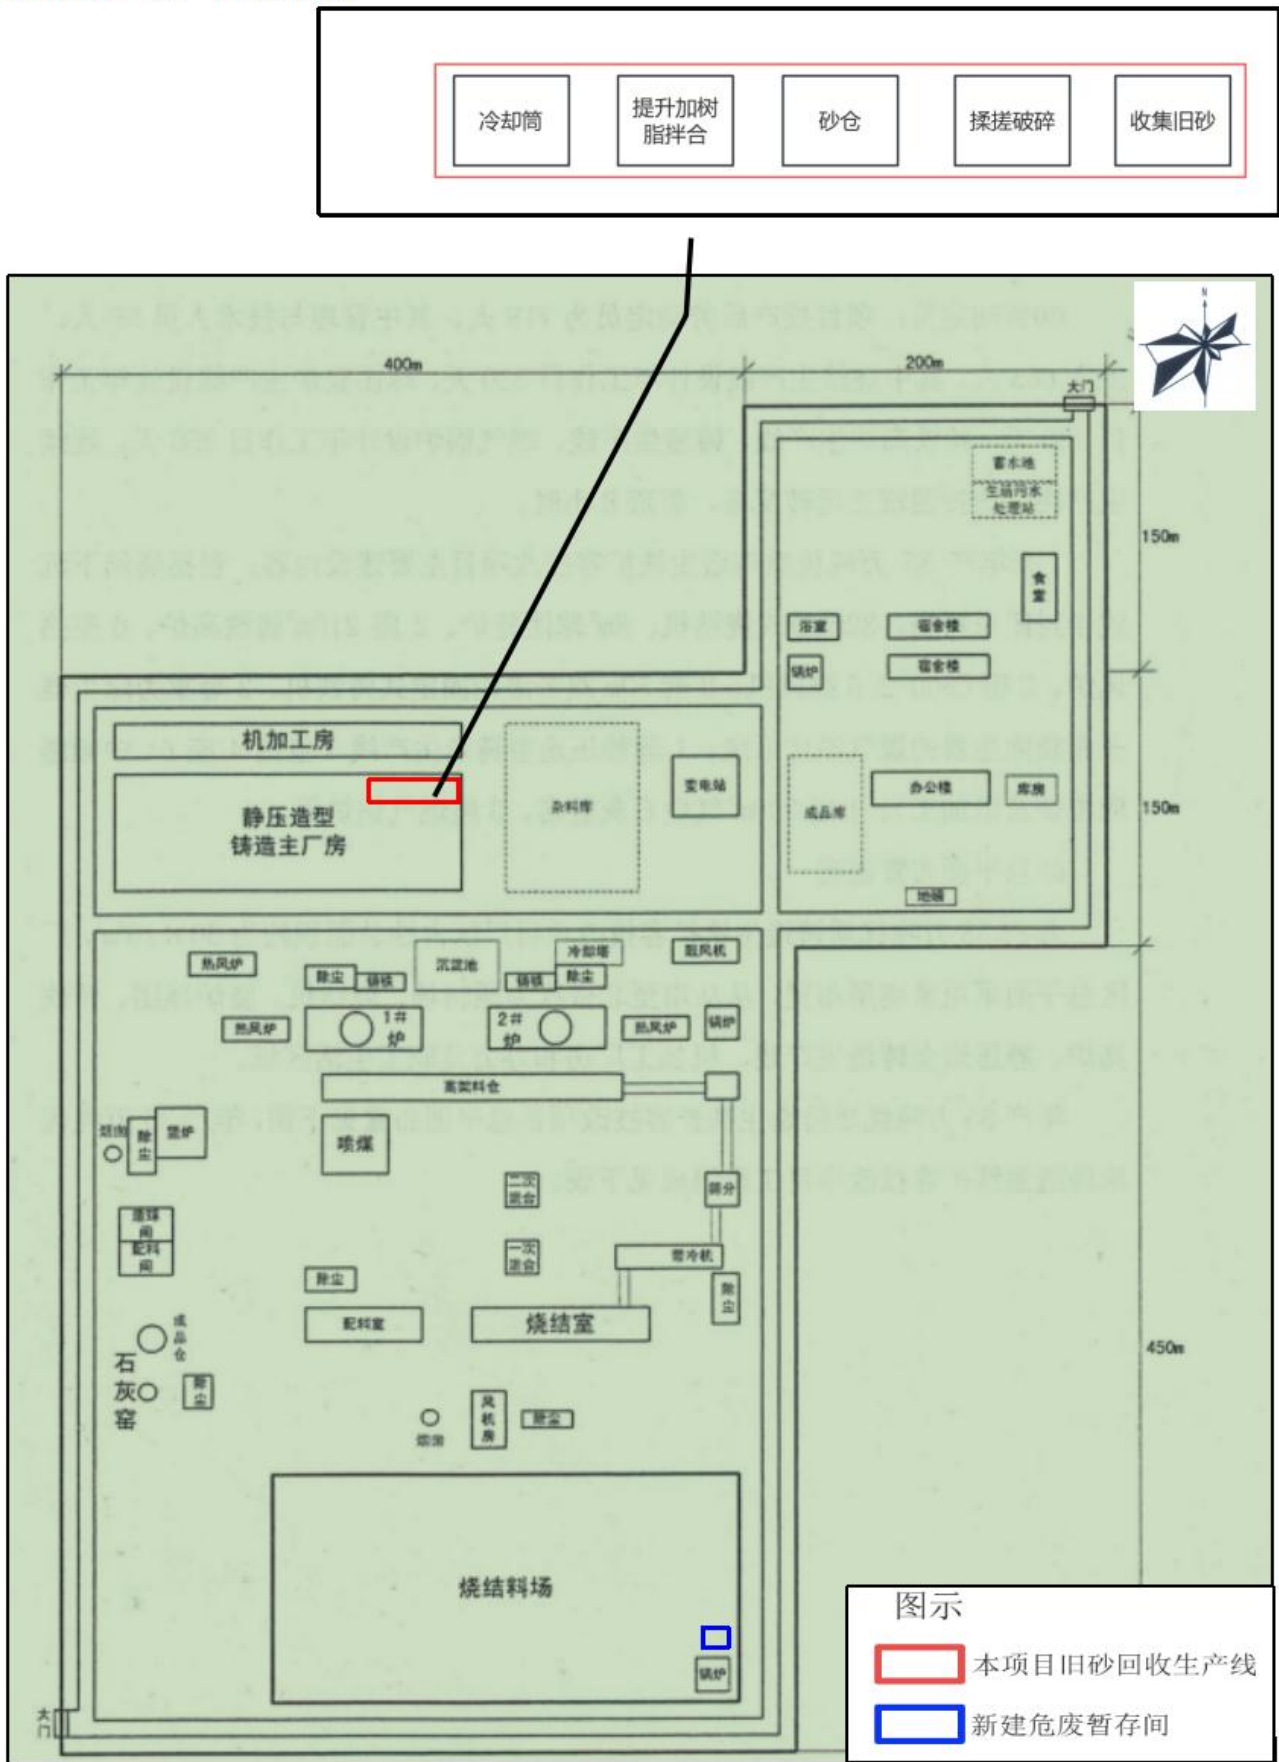 冷却筒
提升加树
脂拌合
砂仓
揉搓破碎
收集旧砂
N
400m
200m
大门
蓄水池
生活污水
处理站
150m
食堂
浴室
宿舍楼
锅炉
宿舍楼
机加工房
静压造型
铸造主厂房
杂料库
变电站
成品库
办公楼
库房
150m
地磅
热风炉
除尘
铸铁
沉淀池
冷却塔
铸铁
除尘
鼓风机
热风炉
1#
炉
2#
炉
热风炉
锅炉
高架料仓
烟囱
除尘
竖炉
喷煤
二次
混合
筛分
配料
间
一次
混合
带冷机
除尘
除尘
配料室
烧结室
成品仓
石灰窑
除尘
450m
烟囱
风机房
除尘
烧结料场
锅炉
大门
图示
本项目旧砂回收生产线
新建危废暂存间